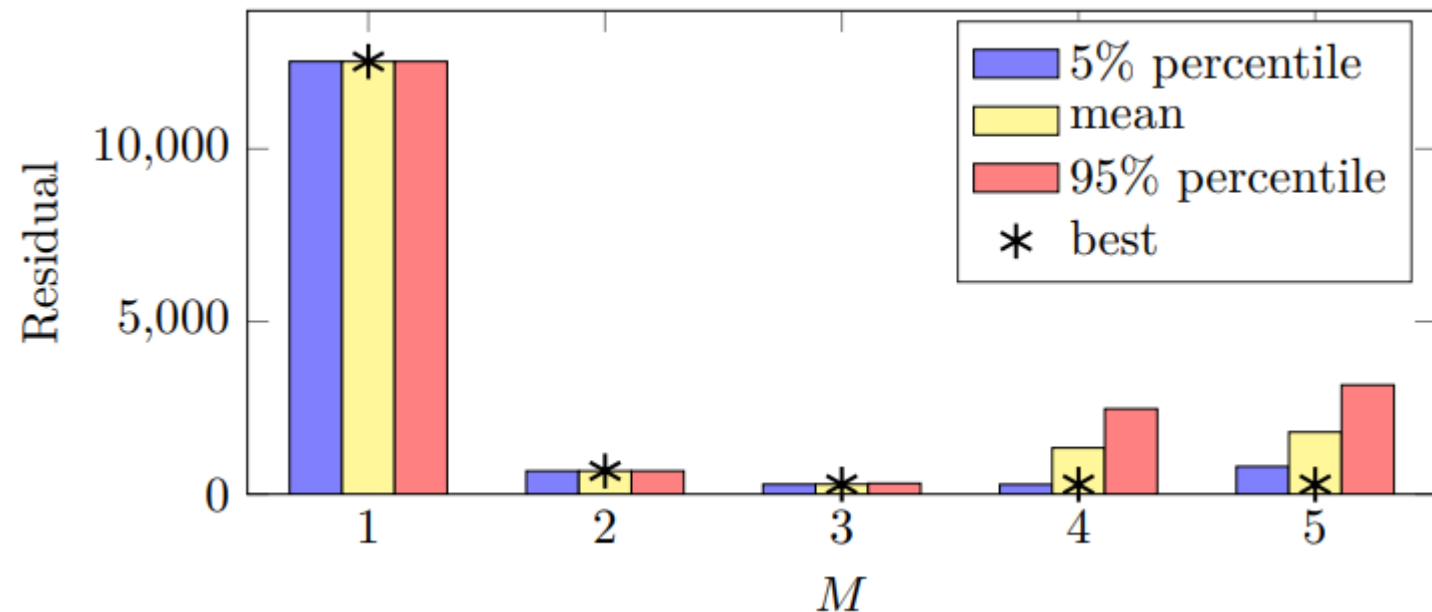 5% percentile
mean
95% percentile
best
10,000
5,000
0
Residual
1 2 3 4 5
M